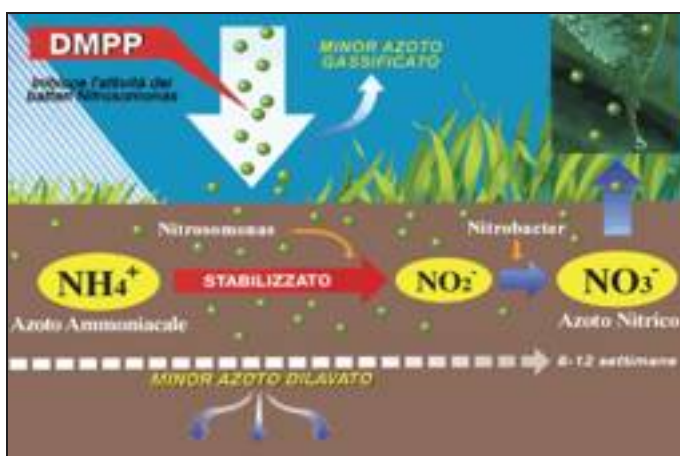 DMPP
Inibisce l'attività dei
batteri Nitrosomonas
MINOR AZOTO
GASSIFICATO
Nitrosomonas
Nitrobacter
NH₄⁺
STABILIZZATO
NO₂⁻
NO₃⁻
Azoto Ammoniacale
Azoto Nitrico
6-12 settimane
MINOR AZOTO DILAVATO